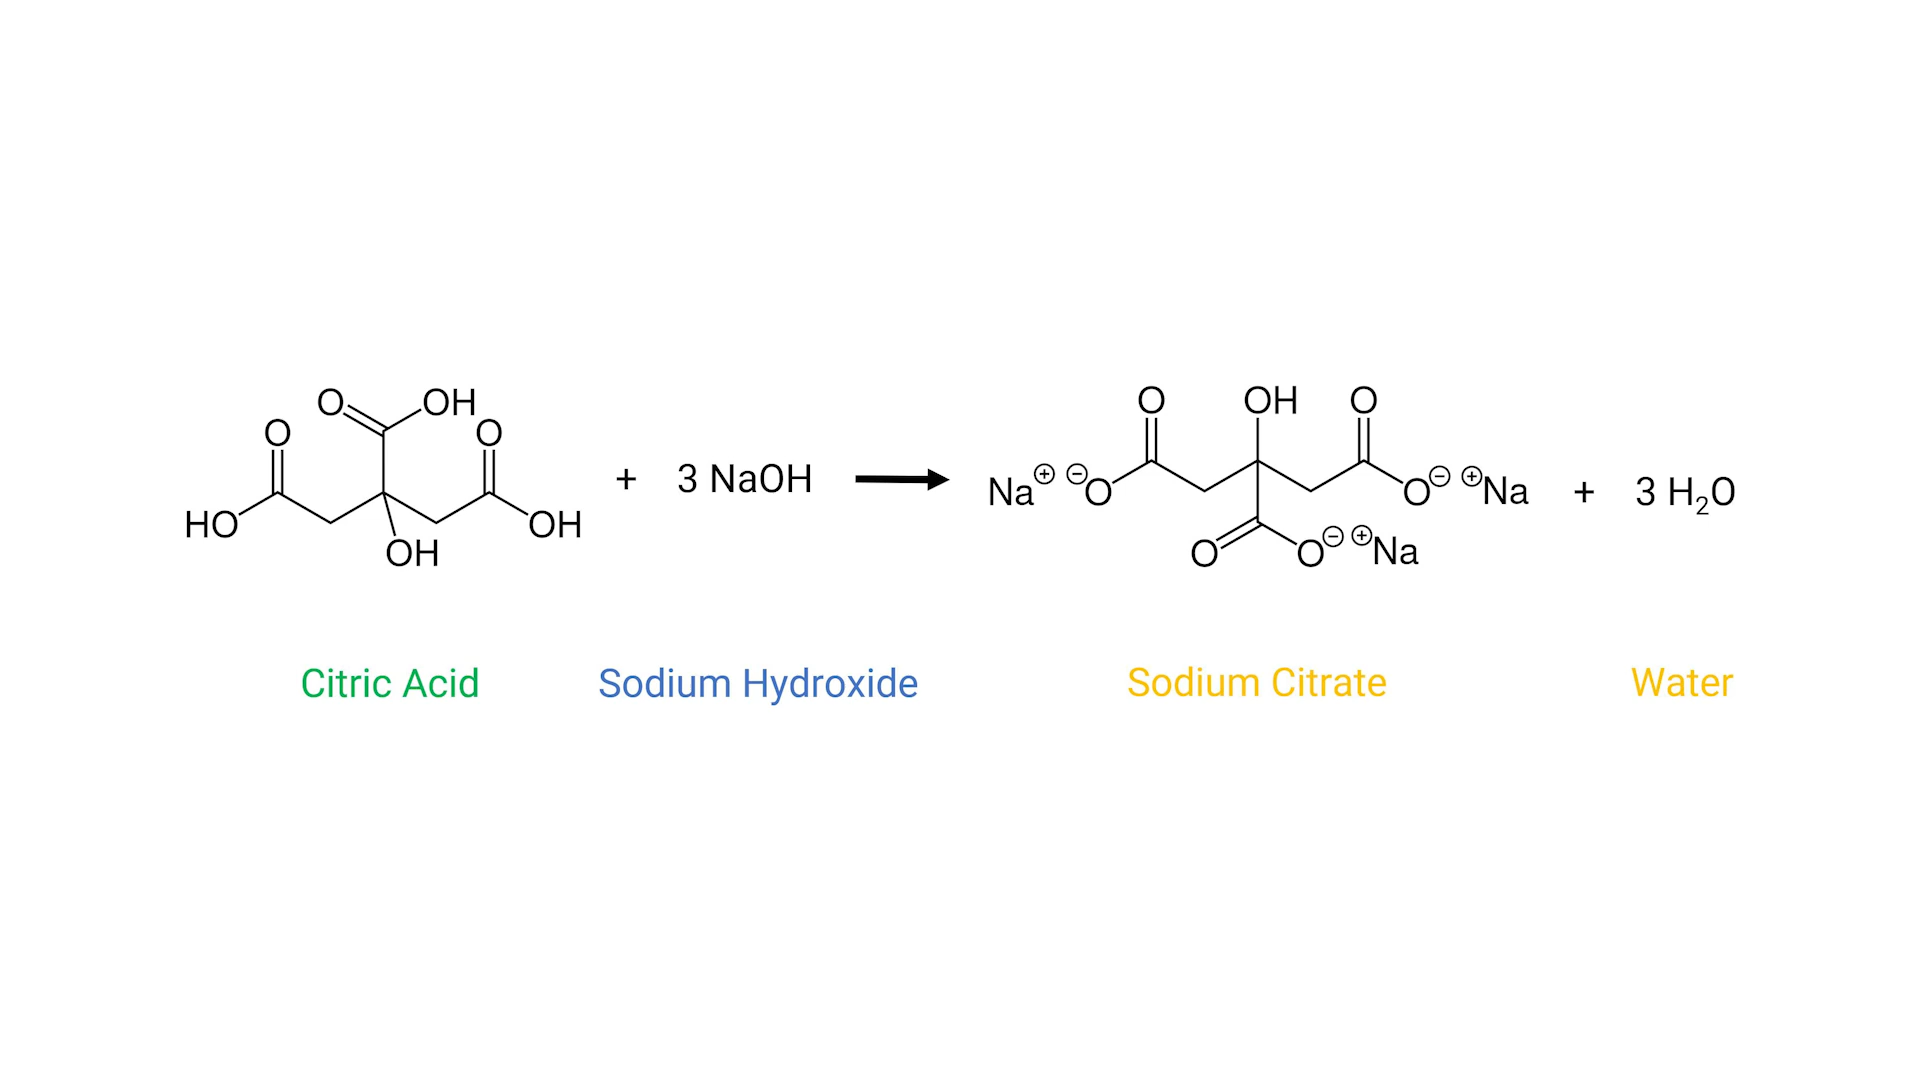 O OH
O O
HO OH
OH
+ 3 NaOH
O OH O
Na⊕ ⊖O O⊖ ⊕Na
O O⊖ ⊕Na
+ 3 H₂O
Citric Acid Sodium Hydroxide Sodium Citrate Water